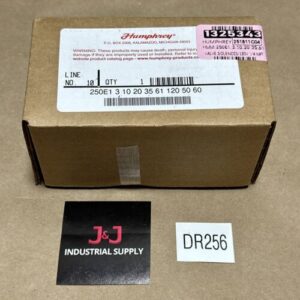 Humphrey
P.O. BOX 2008, KALAMAZOO, MICHIGAN 49003
1325343
HUMPHREY
LINE
NO. 10
QTY 1
250E1 3 10 20 35 61 120 50 60
J&J
INDUSTRIAL SUPPLY
DR256